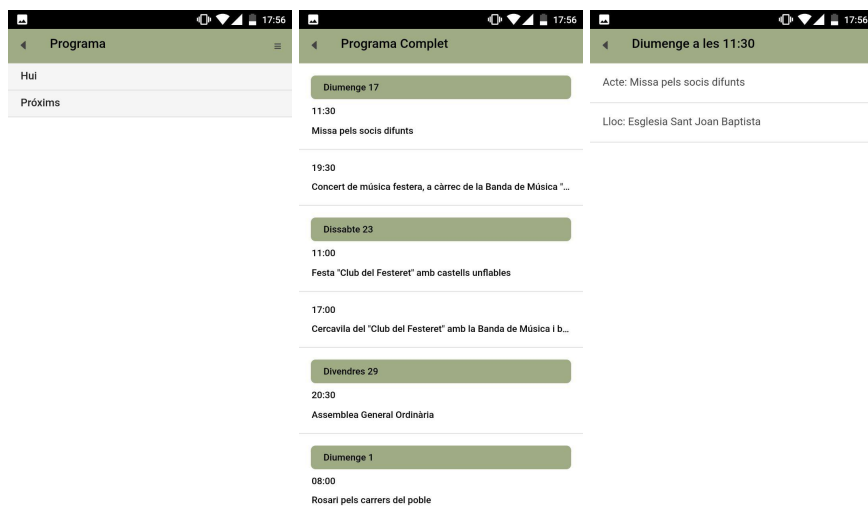 17:56
Programa
Hui
Próxims
17:56
Programa Complet
Diumenge 17
11:30
Missa pels socis difunts
19:30
Concert de música festera, a càrrec de la Banda de Música "...
Dissabte 23
11:00
Festa "Club del Festeret" amb castells unflables
17:00
Cercavila del "Club del Festeret" amb la Banda de Música i b...
Divendres 29
20:30
Assemblea General Ordinària
Diumenge 1
08:00
Rosari pels carrers del poble
17:56
Diumenge a les 11:30
Acte: Missa pels socis difunts
Lloc: Esglesia Sant Joan Baptista